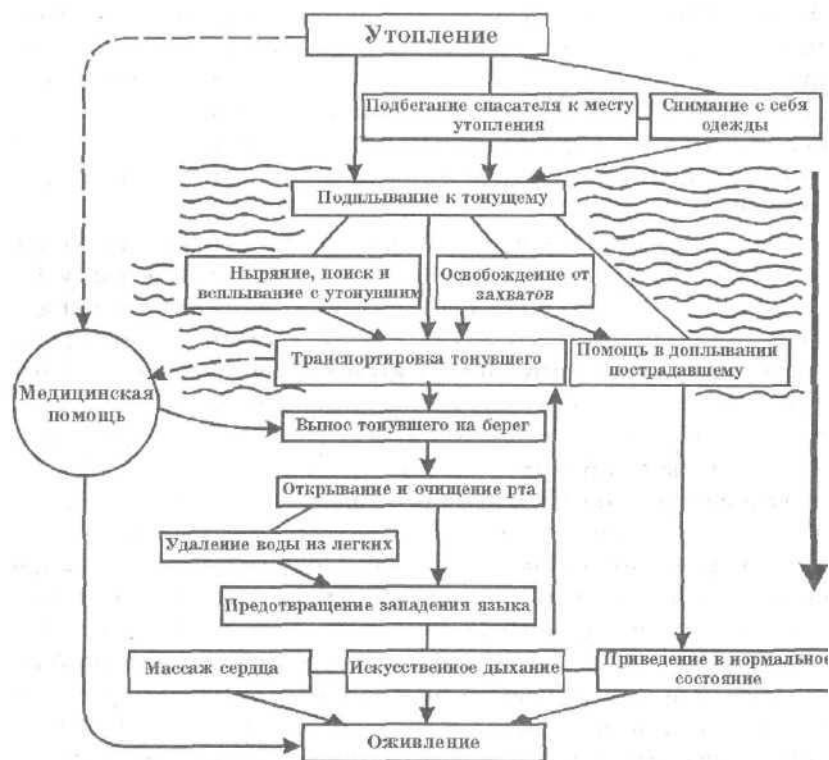 Утопление
Подбегание спасателя к месту
утопления
Снимание с себя
одежды
Подплывание к тонущему
Ныряние, поиск и
всплывание с утонувшим
Освобождение от
захватов
Транспортировка тонувшего
Помощь в доплывании
пострадавшему
Медицинская
помощь
Вынос тонувшего на берег
Открывание и очищение рта
Удаление воды из легких
Предотвращение западения языка
Массаж сердца
Искусственное дыхание
Приведение в нормальное
состояние
Оживление